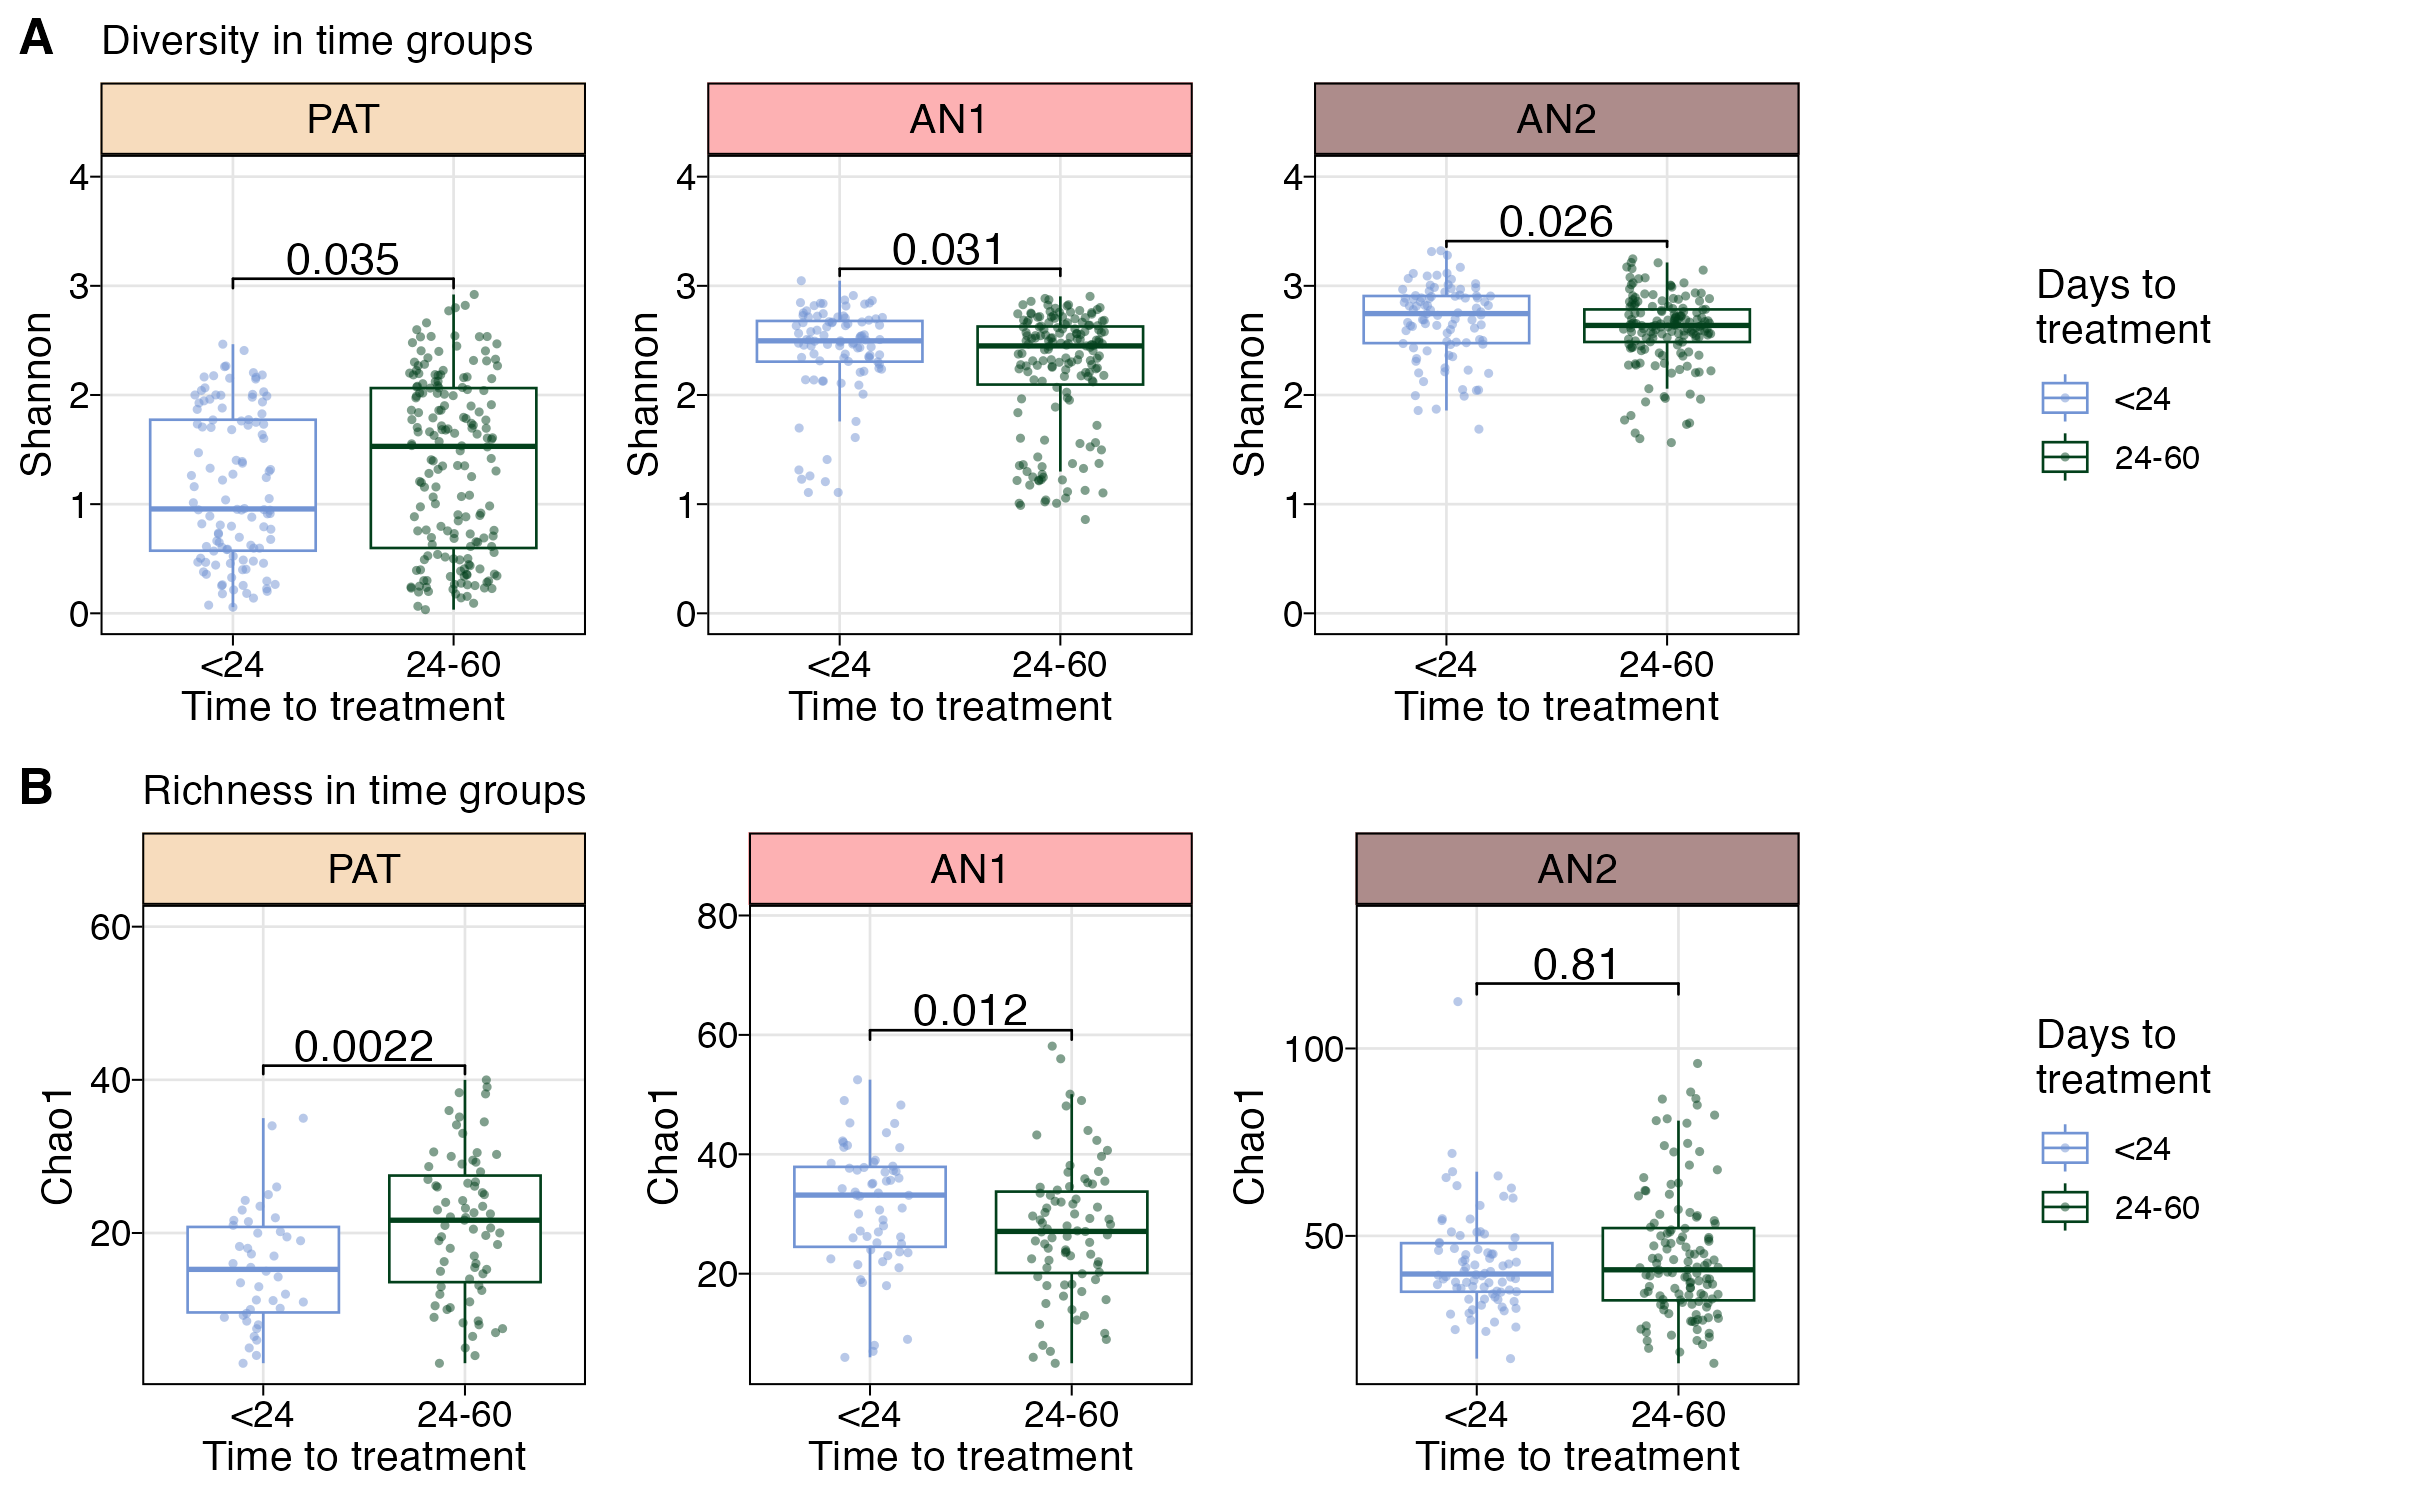 A Diversity in time groups
PAT AN1 AN2
4 4 4
3 3 3
2 2 2
1 1 1
0 0 0
0.035 0.031 0.026
Shannon Shannon Shannon
<24 24-60 <24 24-60 <24 24-60
Time to treatment Time to treatment Time to treatment
Days to
treatment
<24
24-60
B Richness in time groups
PAT AN1 AN2
60 80 100
40 60 50
20 40
20
0.0022 0.012 0.81
Chao1 Chao1 Chao1
<24 24-60 <24 24-60 <24 24-60
Time to treatment Time to treatment Time to treatment
Days to
treatment
<24
24-60